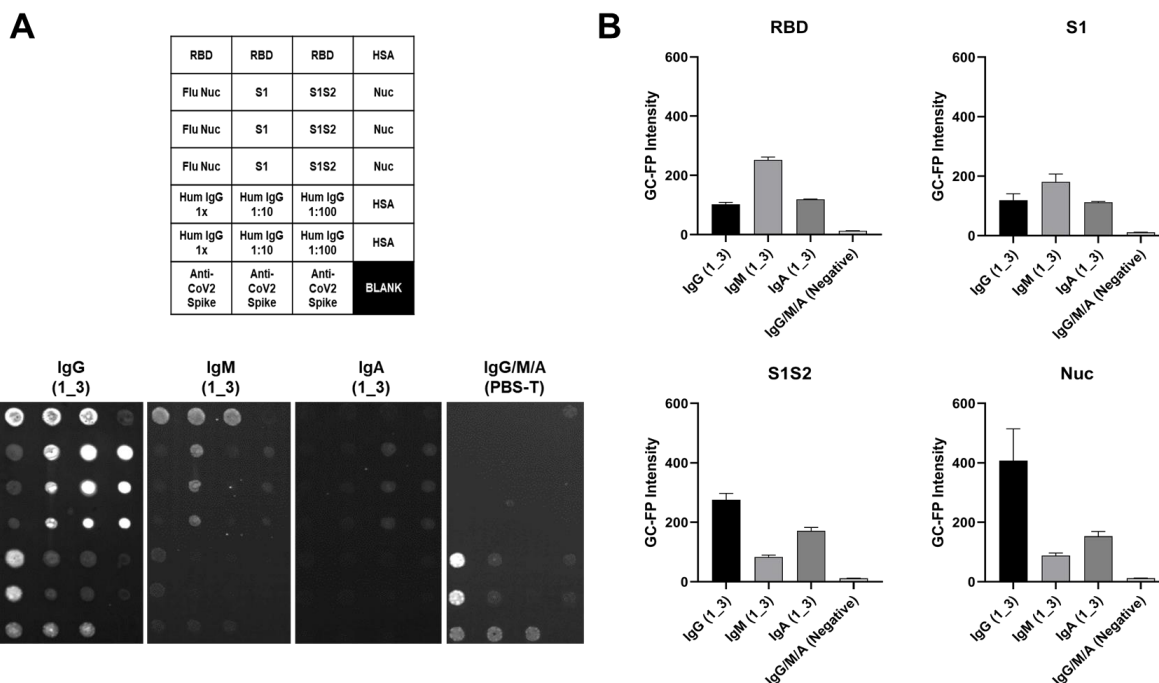 A
RBD RBD RBD HSA
Flu Nuc S1 S1S2 Nuc
Flu Nuc S1 S1S2 Nuc
Flu Nuc S1 S1S2 Nuc
Hum IgG Hum IgG Hum IgG HSA
1x 1:10 1:100
Hum IgG Hum IgG Hum IgG HSA
1x 1:10 1:100
Anti- Anti- Anti- BLANK
CoV2 CoV2 CoV2
Spike Spike Spike
IgG IgM IgA IgG/M/A
(1_3) (1_3) (1_3) (PBS-T)
B
RBD
GC-FP Intensity
600
400
200
0
IgG (1_3)
IgM (1_3)
IgA (1_3)
IgG/M/A (Negative)
S1
GC-FP Intensity
600
400
200
0
IgG (1_3)
IgM (1_3)
IgA (1_3)
IgG/M/A (Negative)
S1S2
GC-FP Intensity
600
400
200
0
IgG (1_3)
IgM (1_3)
IgA (1_3)
IgG/M/A (Negative)
Nuc
GC-FP Intensity
600
400
200
0
IgG (1_3)
IgM (1_3)
IgA (1_3)
IgG/M/A (Negative)